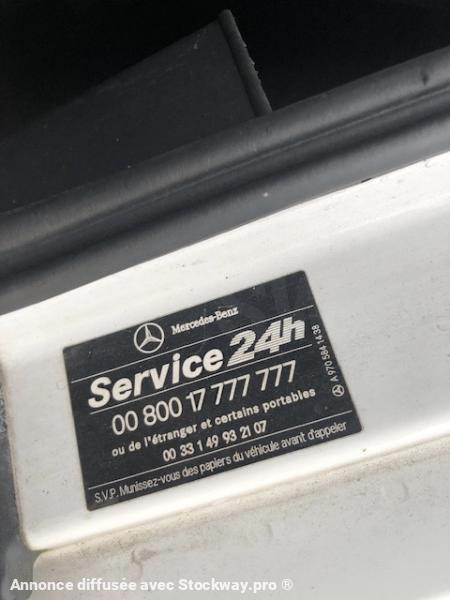 Mercedes-Benz
Service 24h
00 800 17 777 777
ou de l'étranger et certains portables
00 33 1 49 93 21 07
S.V.P. Munissez-vous des papiers du véhicule avant d'appeler
A 970 584 14 38
Annonce diffusée avec Stockway.pro ®